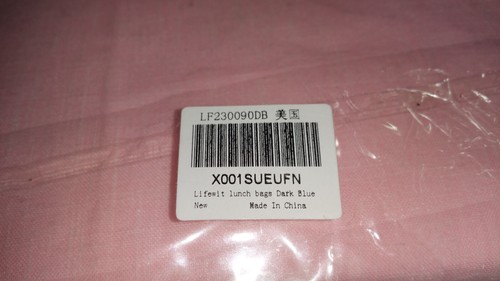 LF230090DB 美国
X001SUEUFN
Lifewit lunch bags Dark Blue
New Made In China